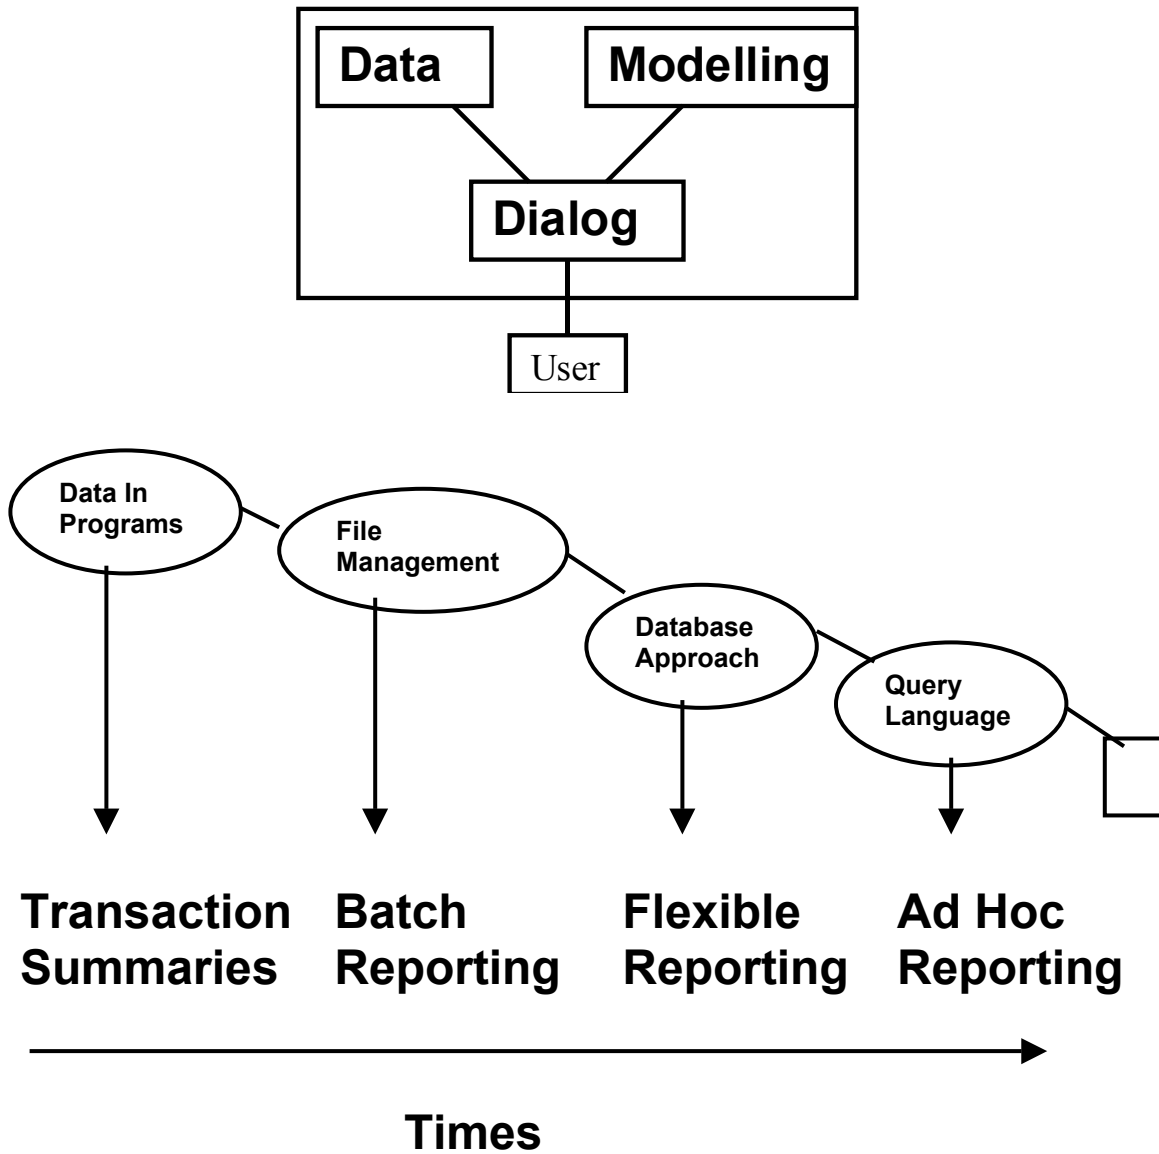 Data
Modelling
Dialog
User
Data In
Programs
File
Management
Database
Approach
Query
Language
Transaction
Summaries
Batch
Reporting
Flexible
Reporting
Ad Hoc
Reporting
Times